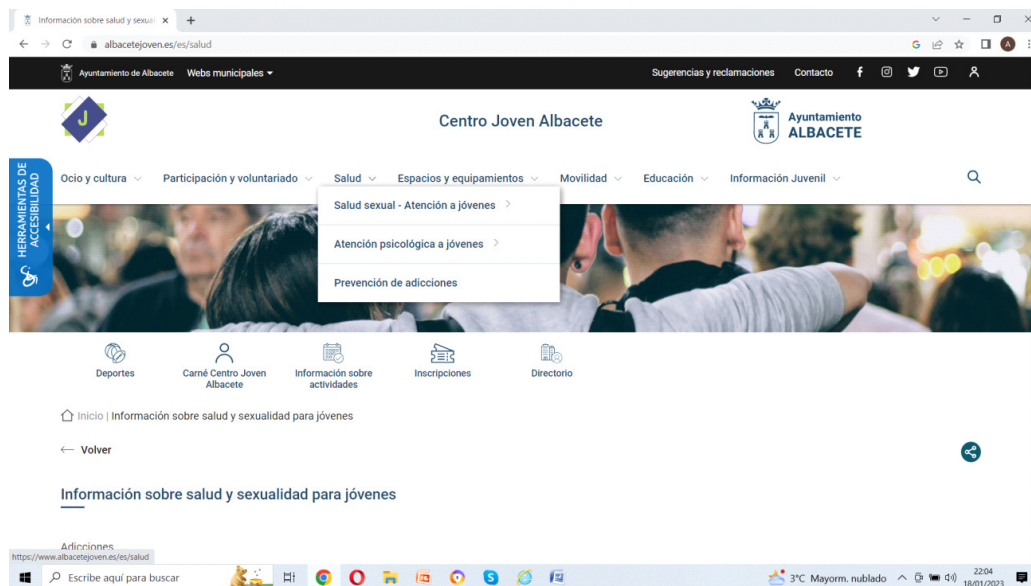 Información sobre salud y sexual
albacetejoven.es/es/salud
G
A
Ayuntamiento de Albacete Webs municipales
Sugerencias y reclamaciones Contacto
J
Centro Joven Albacete
Ayuntamiento
ALBACETE
HERRAMIENTAS DE
ACCESIBILIDAD
Ocio y cultura Participación y voluntariado Salud Espacios y equipamientos Movilidad Educación Información Juvenil
Salud sexual - Atención a jóvenes
Atención psicológica a jóvenes
Prevención de adicciones
Deportes
Carné Centro Joven
Albacete
Información sobre
actividades
Inscripciones
Directorio
Inicio | Información sobre salud y sexualidad para jóvenes
Volver
Información sobre salud y sexualidad para jóvenes
Adicciones
https://www.albacetejoven.es/es/salud
Escribe aquí para buscar
3°C Mayorm. nublado
22:04
18/01/2023